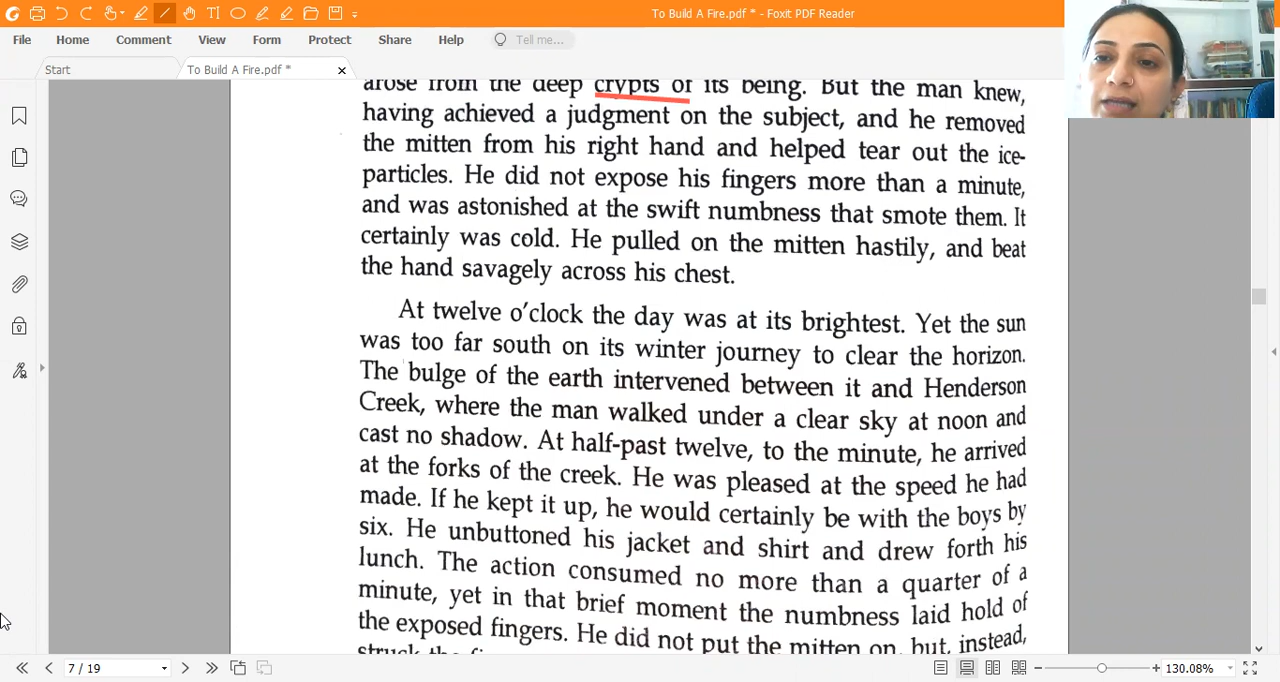 To Build A Fire.pdf * - Foxit PDF Reader
File Home Comment View Form Protect Share Help Tell me...
Start To Build A Fire.pdf *
arose from the deep crypts of its being. But the man knew,
having achieved a judgment on the subject, and he removed
the mitten from his right hand and helped tear out the ice-
particles. He did not expose his fingers more than a minute,
and was astonished at the swift numbness that smote them. It
certainly was cold. He pulled on the mitten hastily, and beat
the hand savagely across his chest.
At twelve o'clock the day was at its brightest. Yet the sun
was too far south on its winter journey to clear the horizon.
The bulge of the earth intervened between it and Henderson
Creek, where the man walked under a clear sky at noon and
cast no shadow. At half-past twelve, to the minute, he arrived
at the forks of the creek. He was pleased at the speed he had
made. If he kept it up, he would certainly be with the boys by
six. He unbuttoned his jacket and shirt and drew forth his
lunch. The action consumed no more than a quarter of a
minute, yet in that brief moment the numbness laid hold of
the exposed fingers. He did not put the mitten on, but, instead,
struck the
7 / 19 130.08%